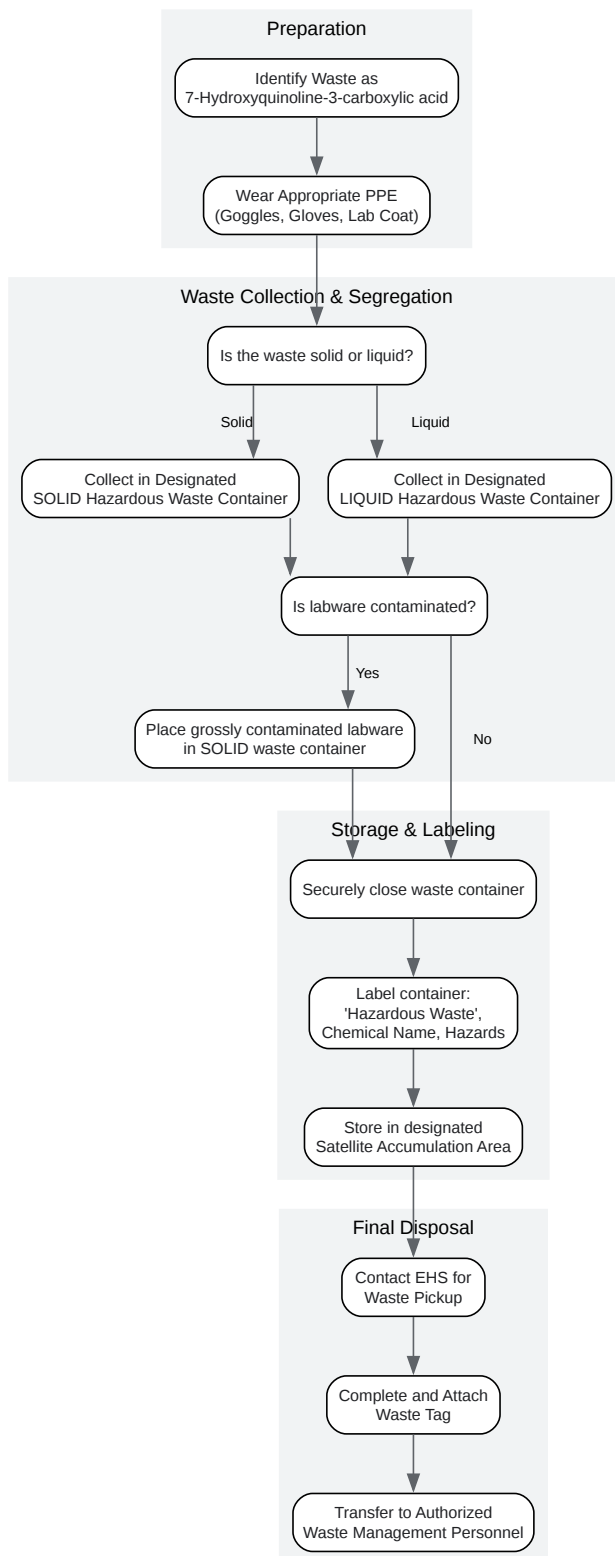 Preparation
Identify Waste as
7-Hydroxyquinoline-3-carboxylic acid
Wear Appropriate PPE
(Goggles, Gloves, Lab Coat)
Waste Collection & Segregation
Is the waste solid or liquid?
Solid
Liquid
Collect in Designated
SOLID Hazardous Waste Container
Collect in Designated
LIQUID Hazardous Waste Container
Is labware contaminated?
Yes
Place grossly contaminated labware
in SOLID waste container
No
Storage & Labeling
Securely close waste container
Label container:
'Hazardous Waste',
Chemical Name, Hazards
Store in designated
Satellite Accumulation Area
Final Disposal
Contact EHS for
Waste Pickup
Complete and Attach
Waste Tag
Transfer to Authorized
Waste Management Personnel